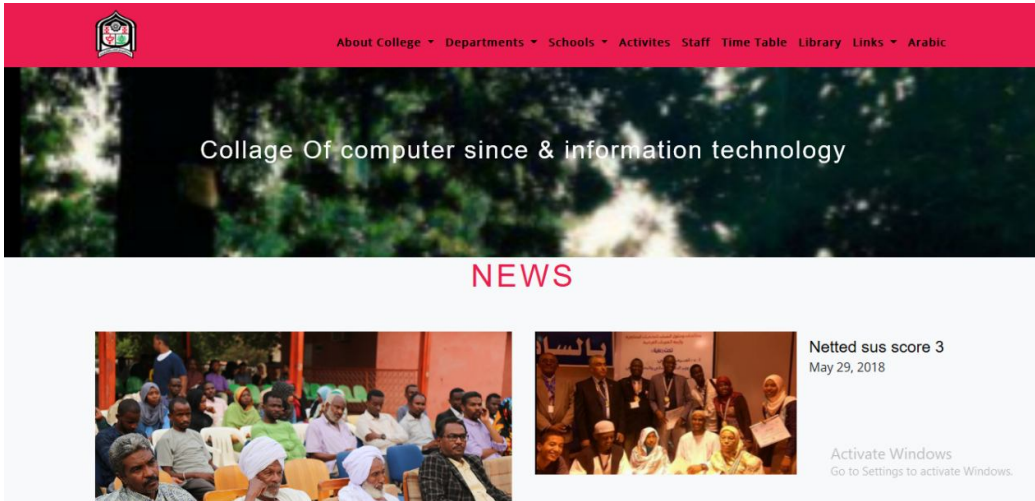 About College Departments Schools Activites Staff Time Table Library Links Arabic
Collage Of computer since & information technology
NEWS
بالسا
Netted sus score 3
May 29, 2018
Activate Windows
Go to Settings to activate Windows.